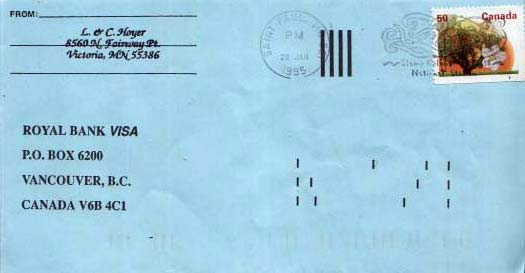 FROM:
L. & C. Hoyer
8560 N. Fairway Pt.
Victoria, MN 55386
SAINT PAUL
PM
20 JAN
1995
50 Canada
ROYAL BANK VISA
P.O. BOX 6200
VANCOUVER, B.C.
CANADA V6B 4C1